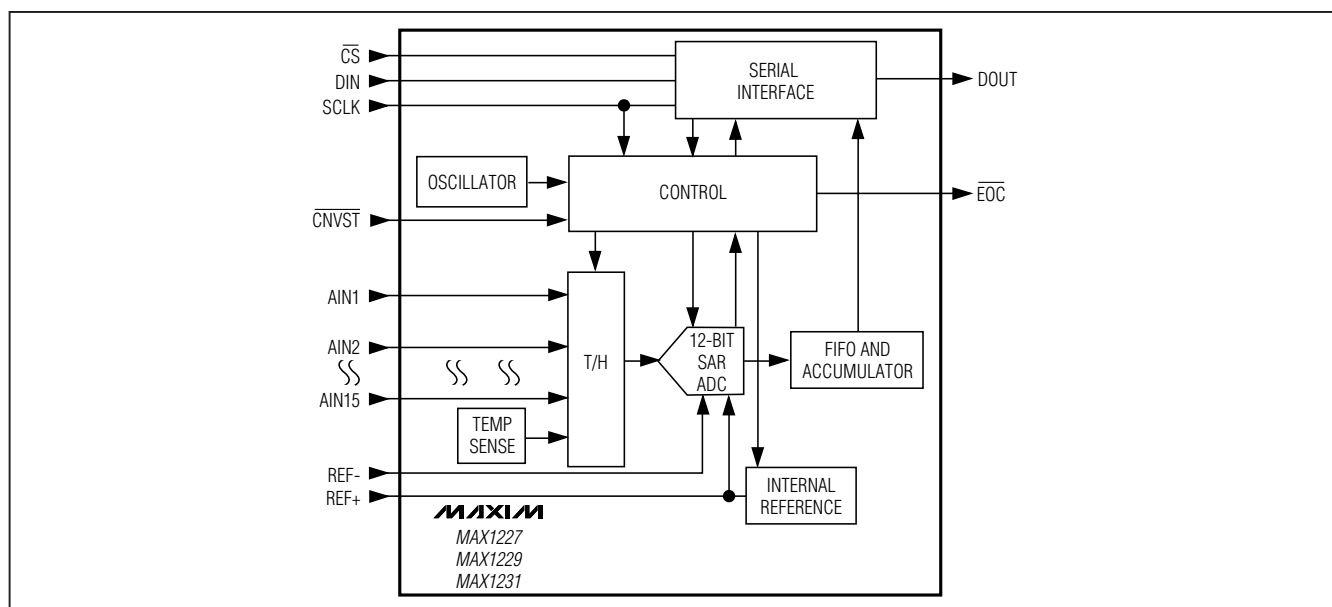 CS
DIN
SCLK
SERIAL
INTERFACE
DOUT
OSCILLATOR
CONTROL
EOC
CNVST
AIN1
AIN2
AIN15
T/H
12-BIT
SAR
ADC
FIFO AND
ACCUMULATOR
TEMP
SENSE
REF-
REF+
INTERNAL
REFERENCE
MAXIM
MAX1227
MAX1229
MAX1231